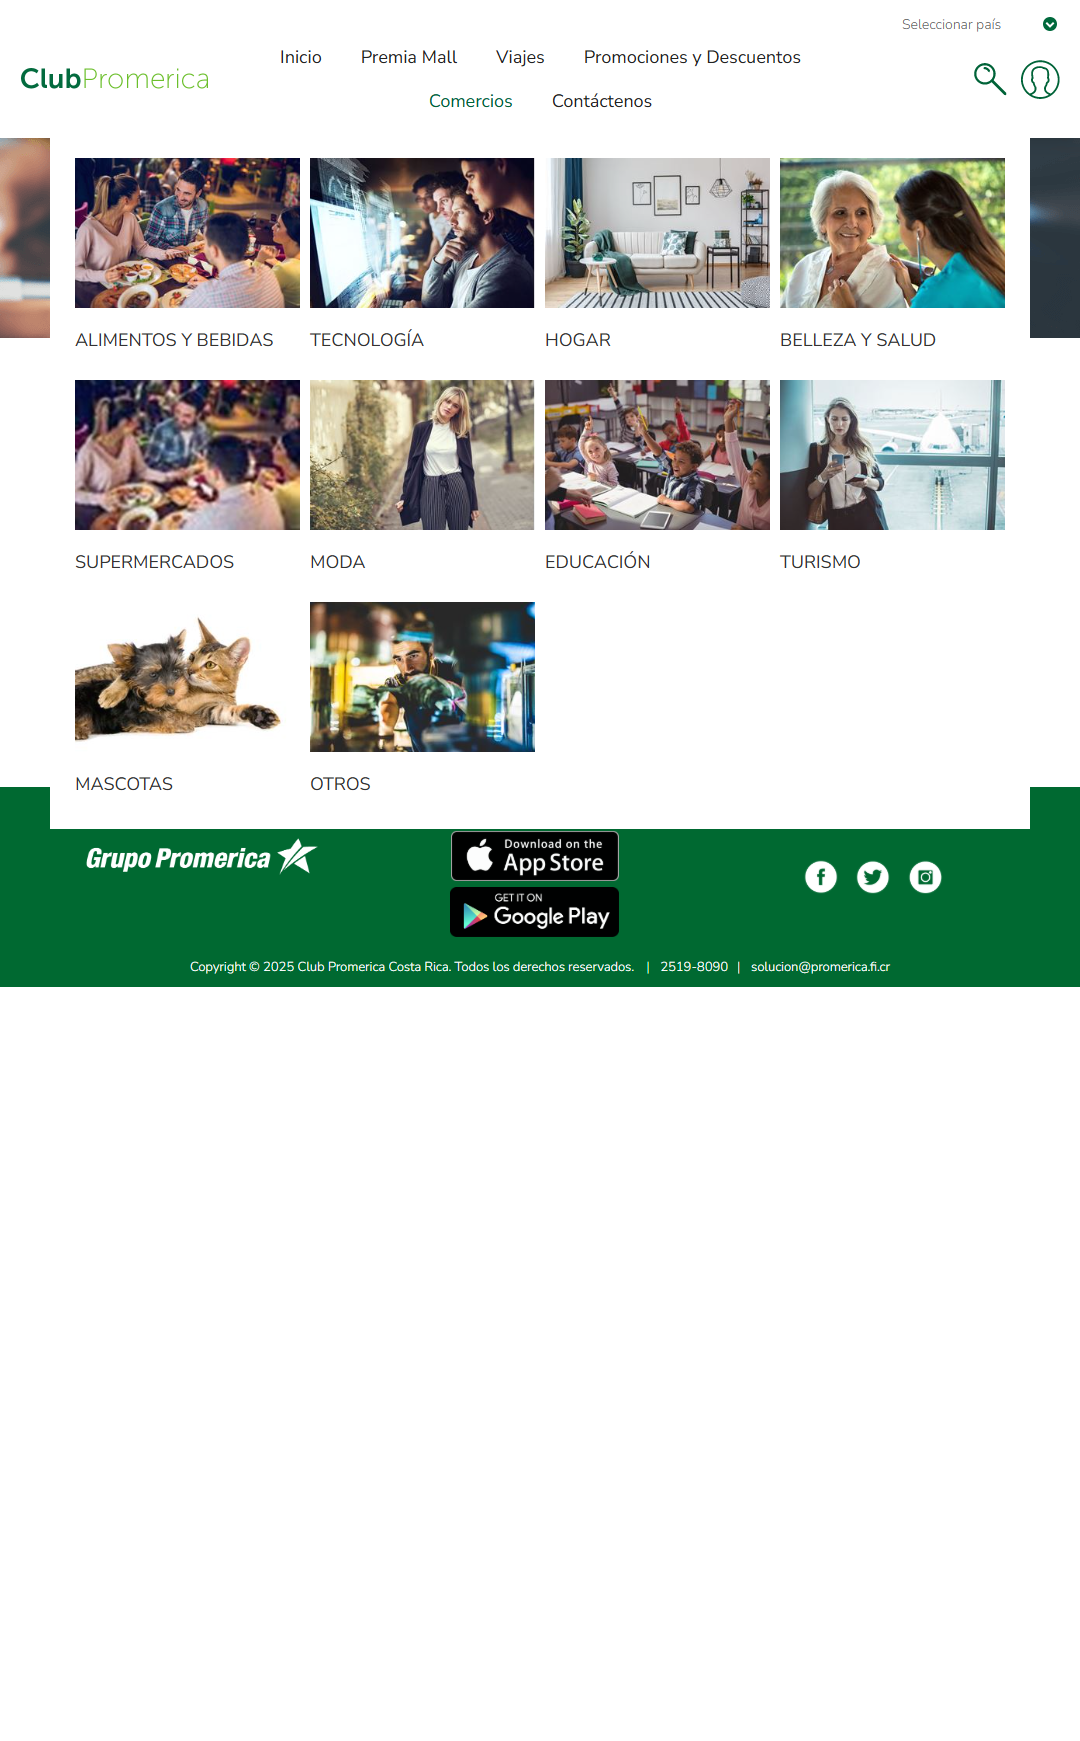 Seleccionar país
ClubPromerica
Inicio Premia Mall Viajes Promociones y Descuentos
Comercios Contáctenos
ALIMENTOS Y BEBIDAS TECNOLOGÍA HOGAR BELLEZA Y SALUD
SUPERMERCADOS MODA EDUCACIÓN TURISMO
MASCOTAS OTROS
Grupo Promerica
Download on the
App Store
GET IT ON
Google Play
Copyright © 2025 Club Promerica Costa Rica. Todos los derechos reservados. | 2519-8090 | solucion@promerica.fi.cr